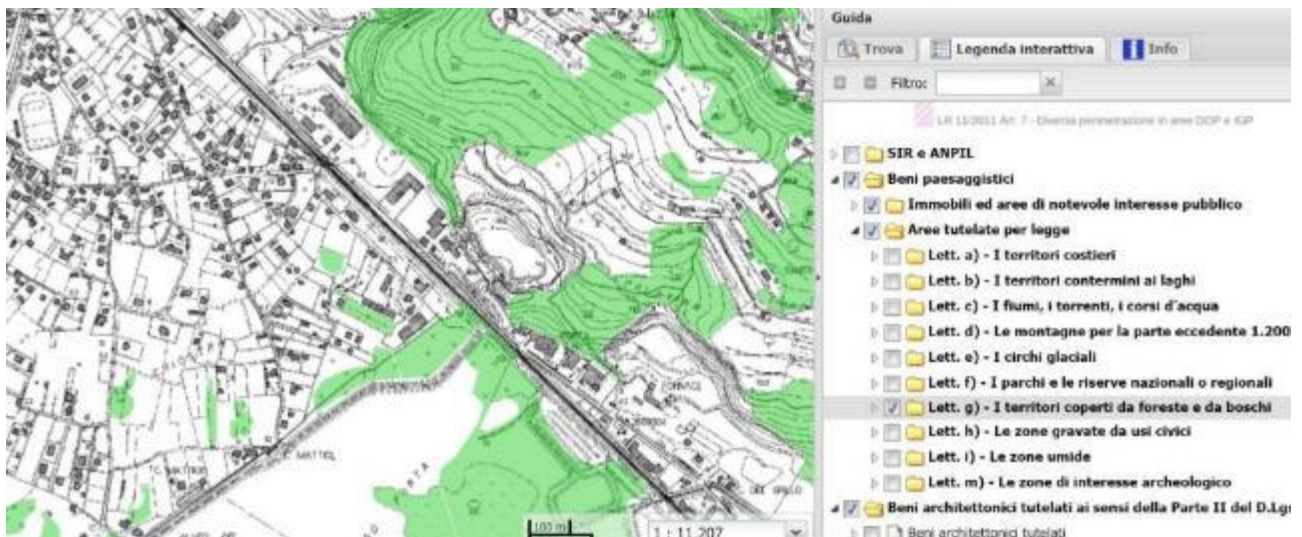 Guida
Trova Legenda interattiva Info
Filtro:
LR 11/2011 Art. 7 - Diversa perimetrazione in aree DOP e IGP
SIR e ANPIL
Beni paesaggistici
Immobili ed aree di notevole interesse pubblico
Aree tutelate per legge
Lett. a) - I territori costieri
Lett. b) - I territori contermini ai laghi
Lett. c) - I fiumi, i torrenti, i corsi d'acqua
Lett. d) - Le montagne per la parte eccedente 1.200
Lett. e) - I circhi glaciali
Lett. f) - I parchi e le riserve nazionali o regionali
Lett. g) - I territori coperti da foreste e da boschi
Lett. h) - Le zone gravate da usi civici
Lett. i) - Le zone umide
Lett. m) - Le zone di interesse archeologico
Beni architettonici tutelati ai sensi della Parte II del D.Lgs
Beni architettonici tutelati
C. MATTIOL
100 m
1 : 11.207